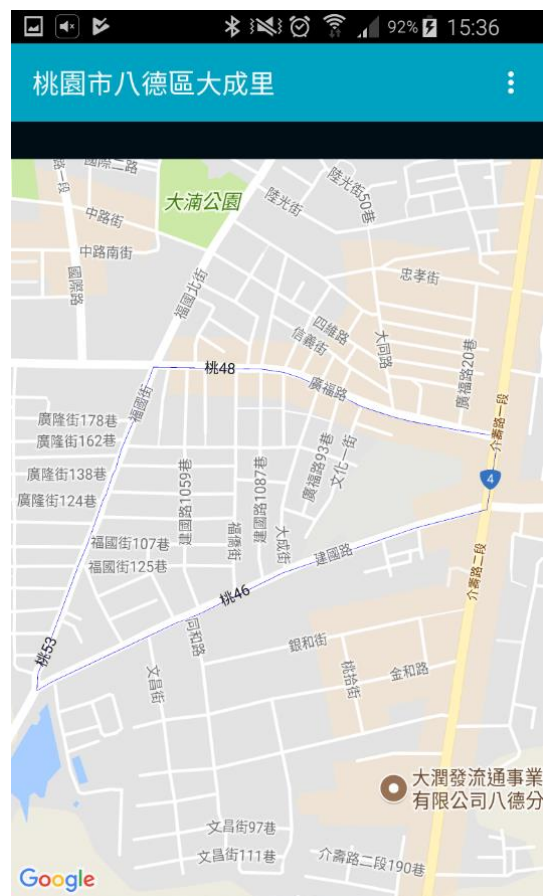 92% 15:36
桃園市八德區大成里
路一段
國際二路
大湳公園
陸光街
陸光街50巷
中路街
中路南街
國際路
福國北街
忠孝街
四維路
信義街
大同路
廣福路20巷
桃48
廣福路
介壽路一段
福國街
廣隆街178巷
廣隆街162巷
廣隆街138巷
廣隆街124巷
建國路1059巷
建國路1087巷
廣福路93巷
文化一街
4
福僑街
大成街
福國街107巷
福國街125巷
建國路
介壽路二段
桃46
桃53
同和路
文昌街
銀和街
桃拾街
金和路
大潤發流通事業
有限公司八德分
文昌街97巷
文昌街111巷
介壽路二段190巷
Google